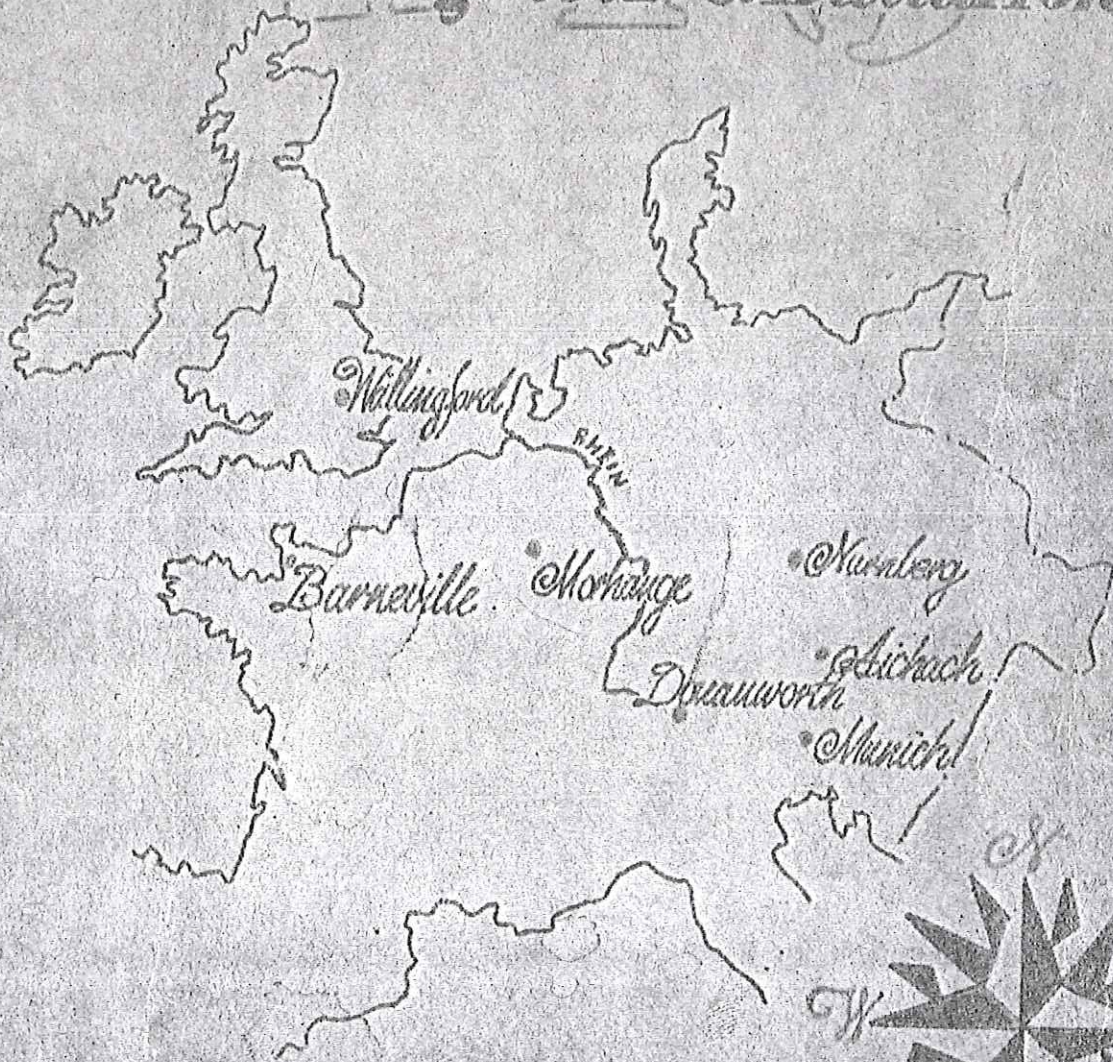 Wallingford
RHEIN
Barneville
Morhange
Nurnberg
Aichach
Donauworth
Munich
N
W